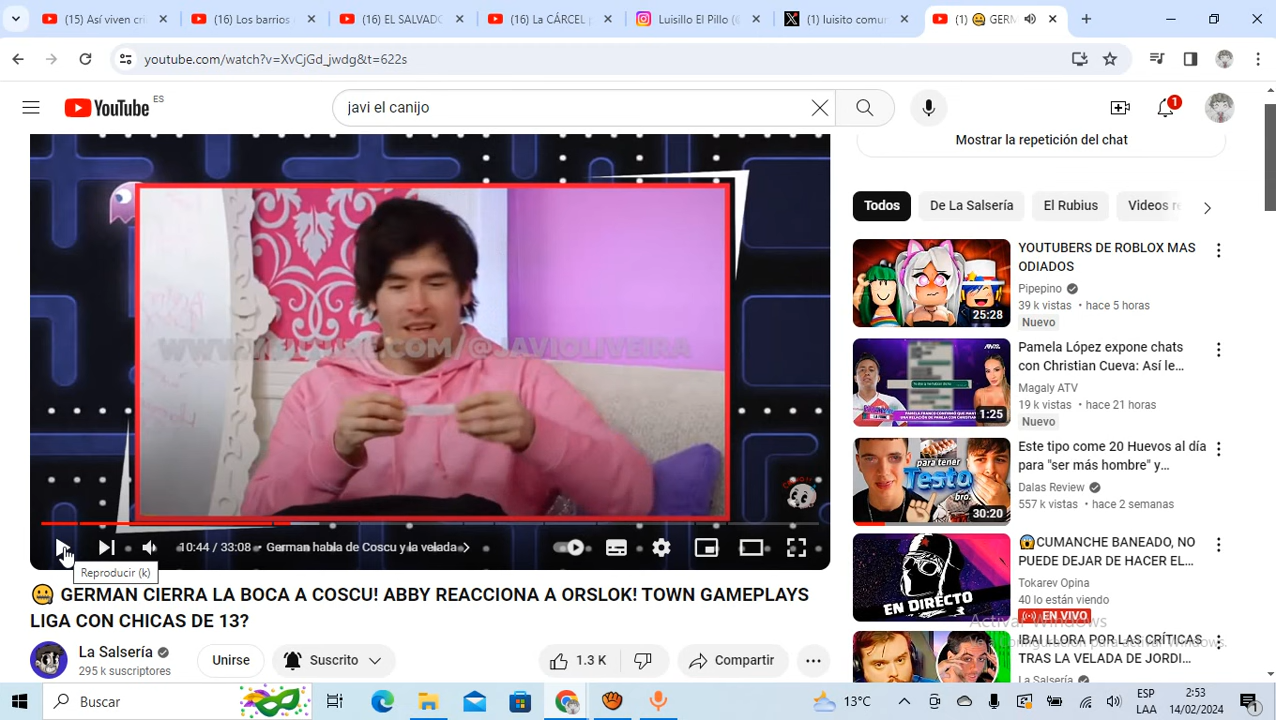 (15) Así viven cri
(16) Los barrios
(16) EL SALVADO
(16) La CÁRCEL p
Luisillo El Pillo (@
(1) luisito comun
(1) 🤐 GERM
youtube.com/watch?v=XvCjGd_jwdg&t=622s
YouTube ES
javi el canijo
1
Mostrar la repetición del chat
Todos
De La Salsería
El Rubius
Videos re
YOUTUBERS DE ROBLOX MAS
ODIADOS
Pipepino
39 k vistas • hace 5 horas
Nuevo
25:28
Pamela López expone chats
con Christian Cueva: Así le...
Magaly ATV
19 k vistas • hace 21 horas
Nuevo
1:25
Este tipo come 20 Huevos al día
para "ser más hombre" y...
Dalas Review
557 k vistas • hace 2 semanas
para tener
Testo
bro.
30:20
😱CUMANCHE BANEADO, NO
PUEDE DEJAR DE HACER EL...
Tokarev Opina
40 lo están viendo
EN VIVO
EN DIRECTO
IBAI LLORA POR LAS CRÍTICAS
TRAS LA VELADA DE JORDI...
La Salsería
10:44 / 33:08 • German habla de Coscu y la velada
Reproducir (k)
🤐 GERMAN CIERRA LA BOCA A COSCU! ABBY REACCIONA A ORSLOK! TOWN GAMEPLAYS
LIGA CON CHICAS DE 13?
La Salsería
295 k suscriptores
Unirse
Suscrito
1.3 K
Compartir
Activar Windows
Buscar
13°C
ESP
LAA
2:53
14/02/2024
1